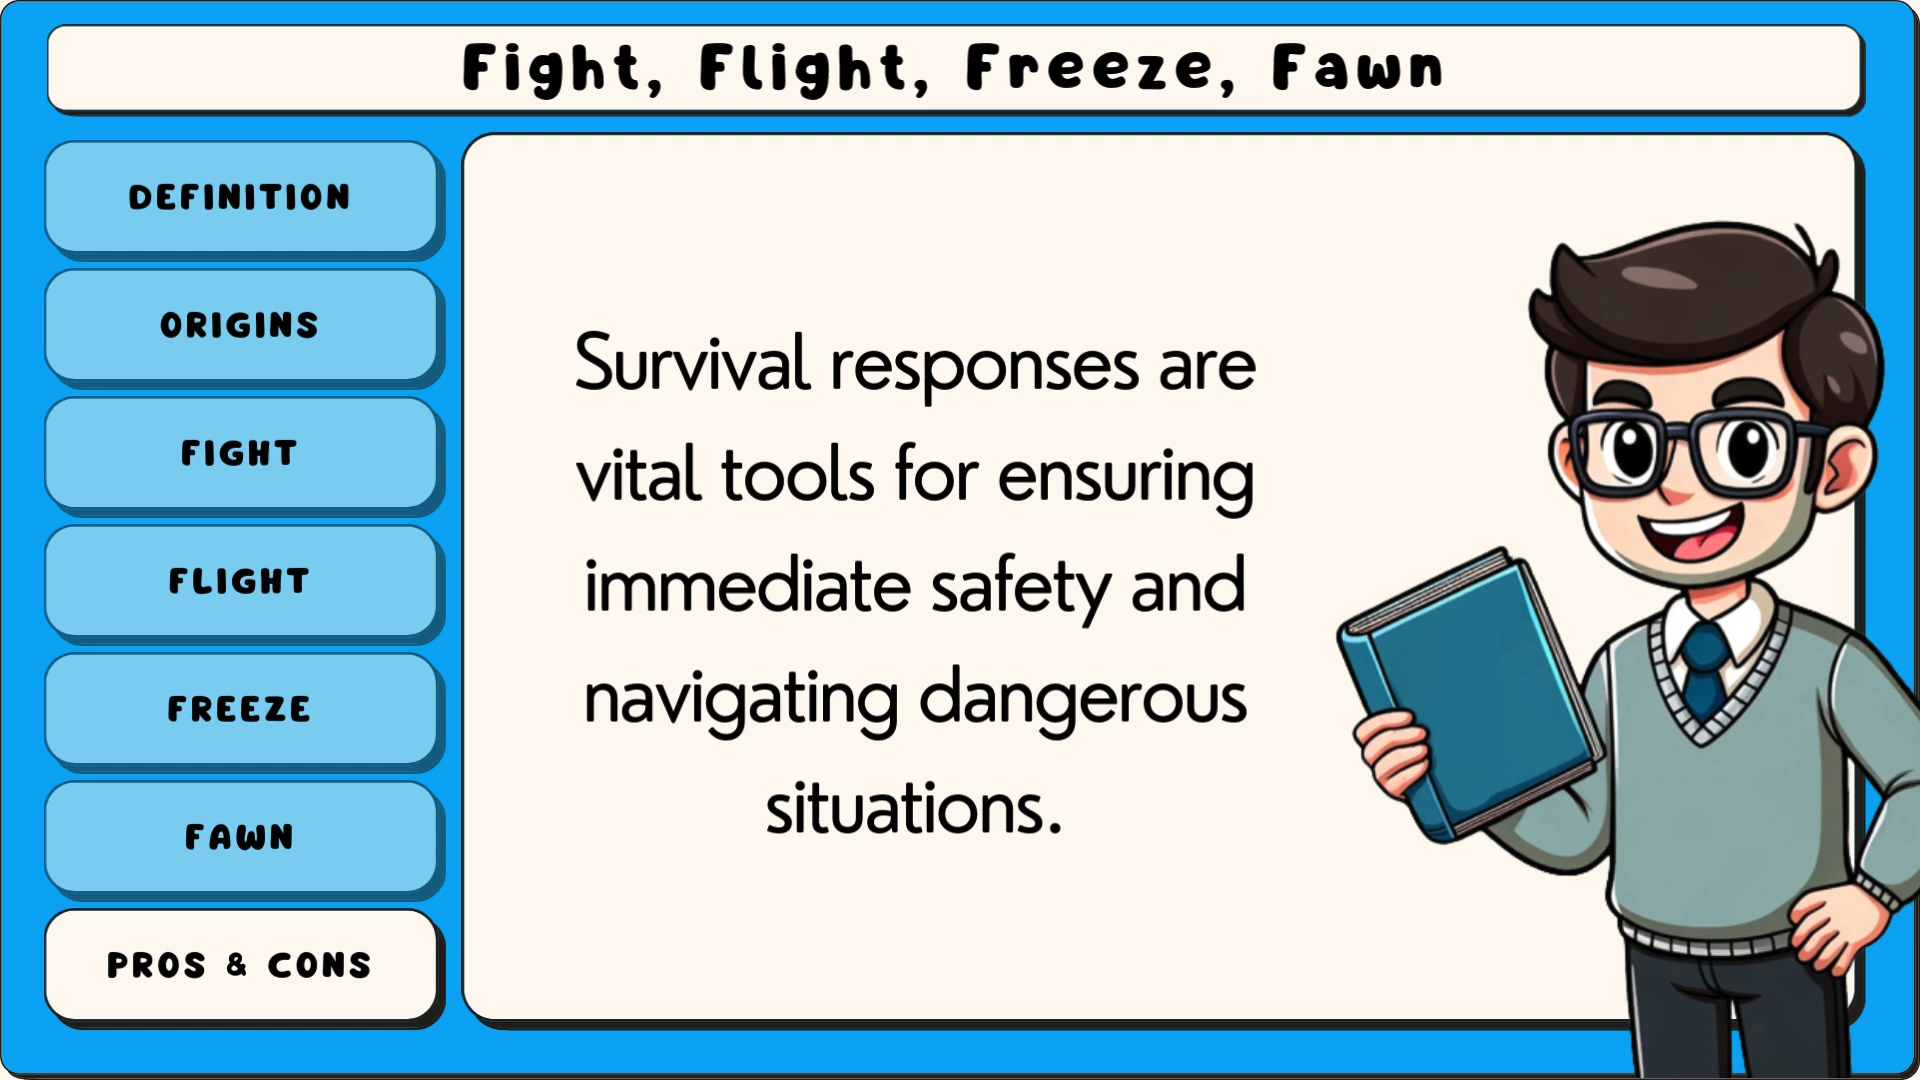 Fight, Flight, Freeze, Fawn
DEFINITION
ORIGINS
FIGHT
FLIGHT
FREEZE
FAWN
PROS & CONS
Survival responses are
vital tools for ensuring
immediate safety and
navigating dangerous
situations.